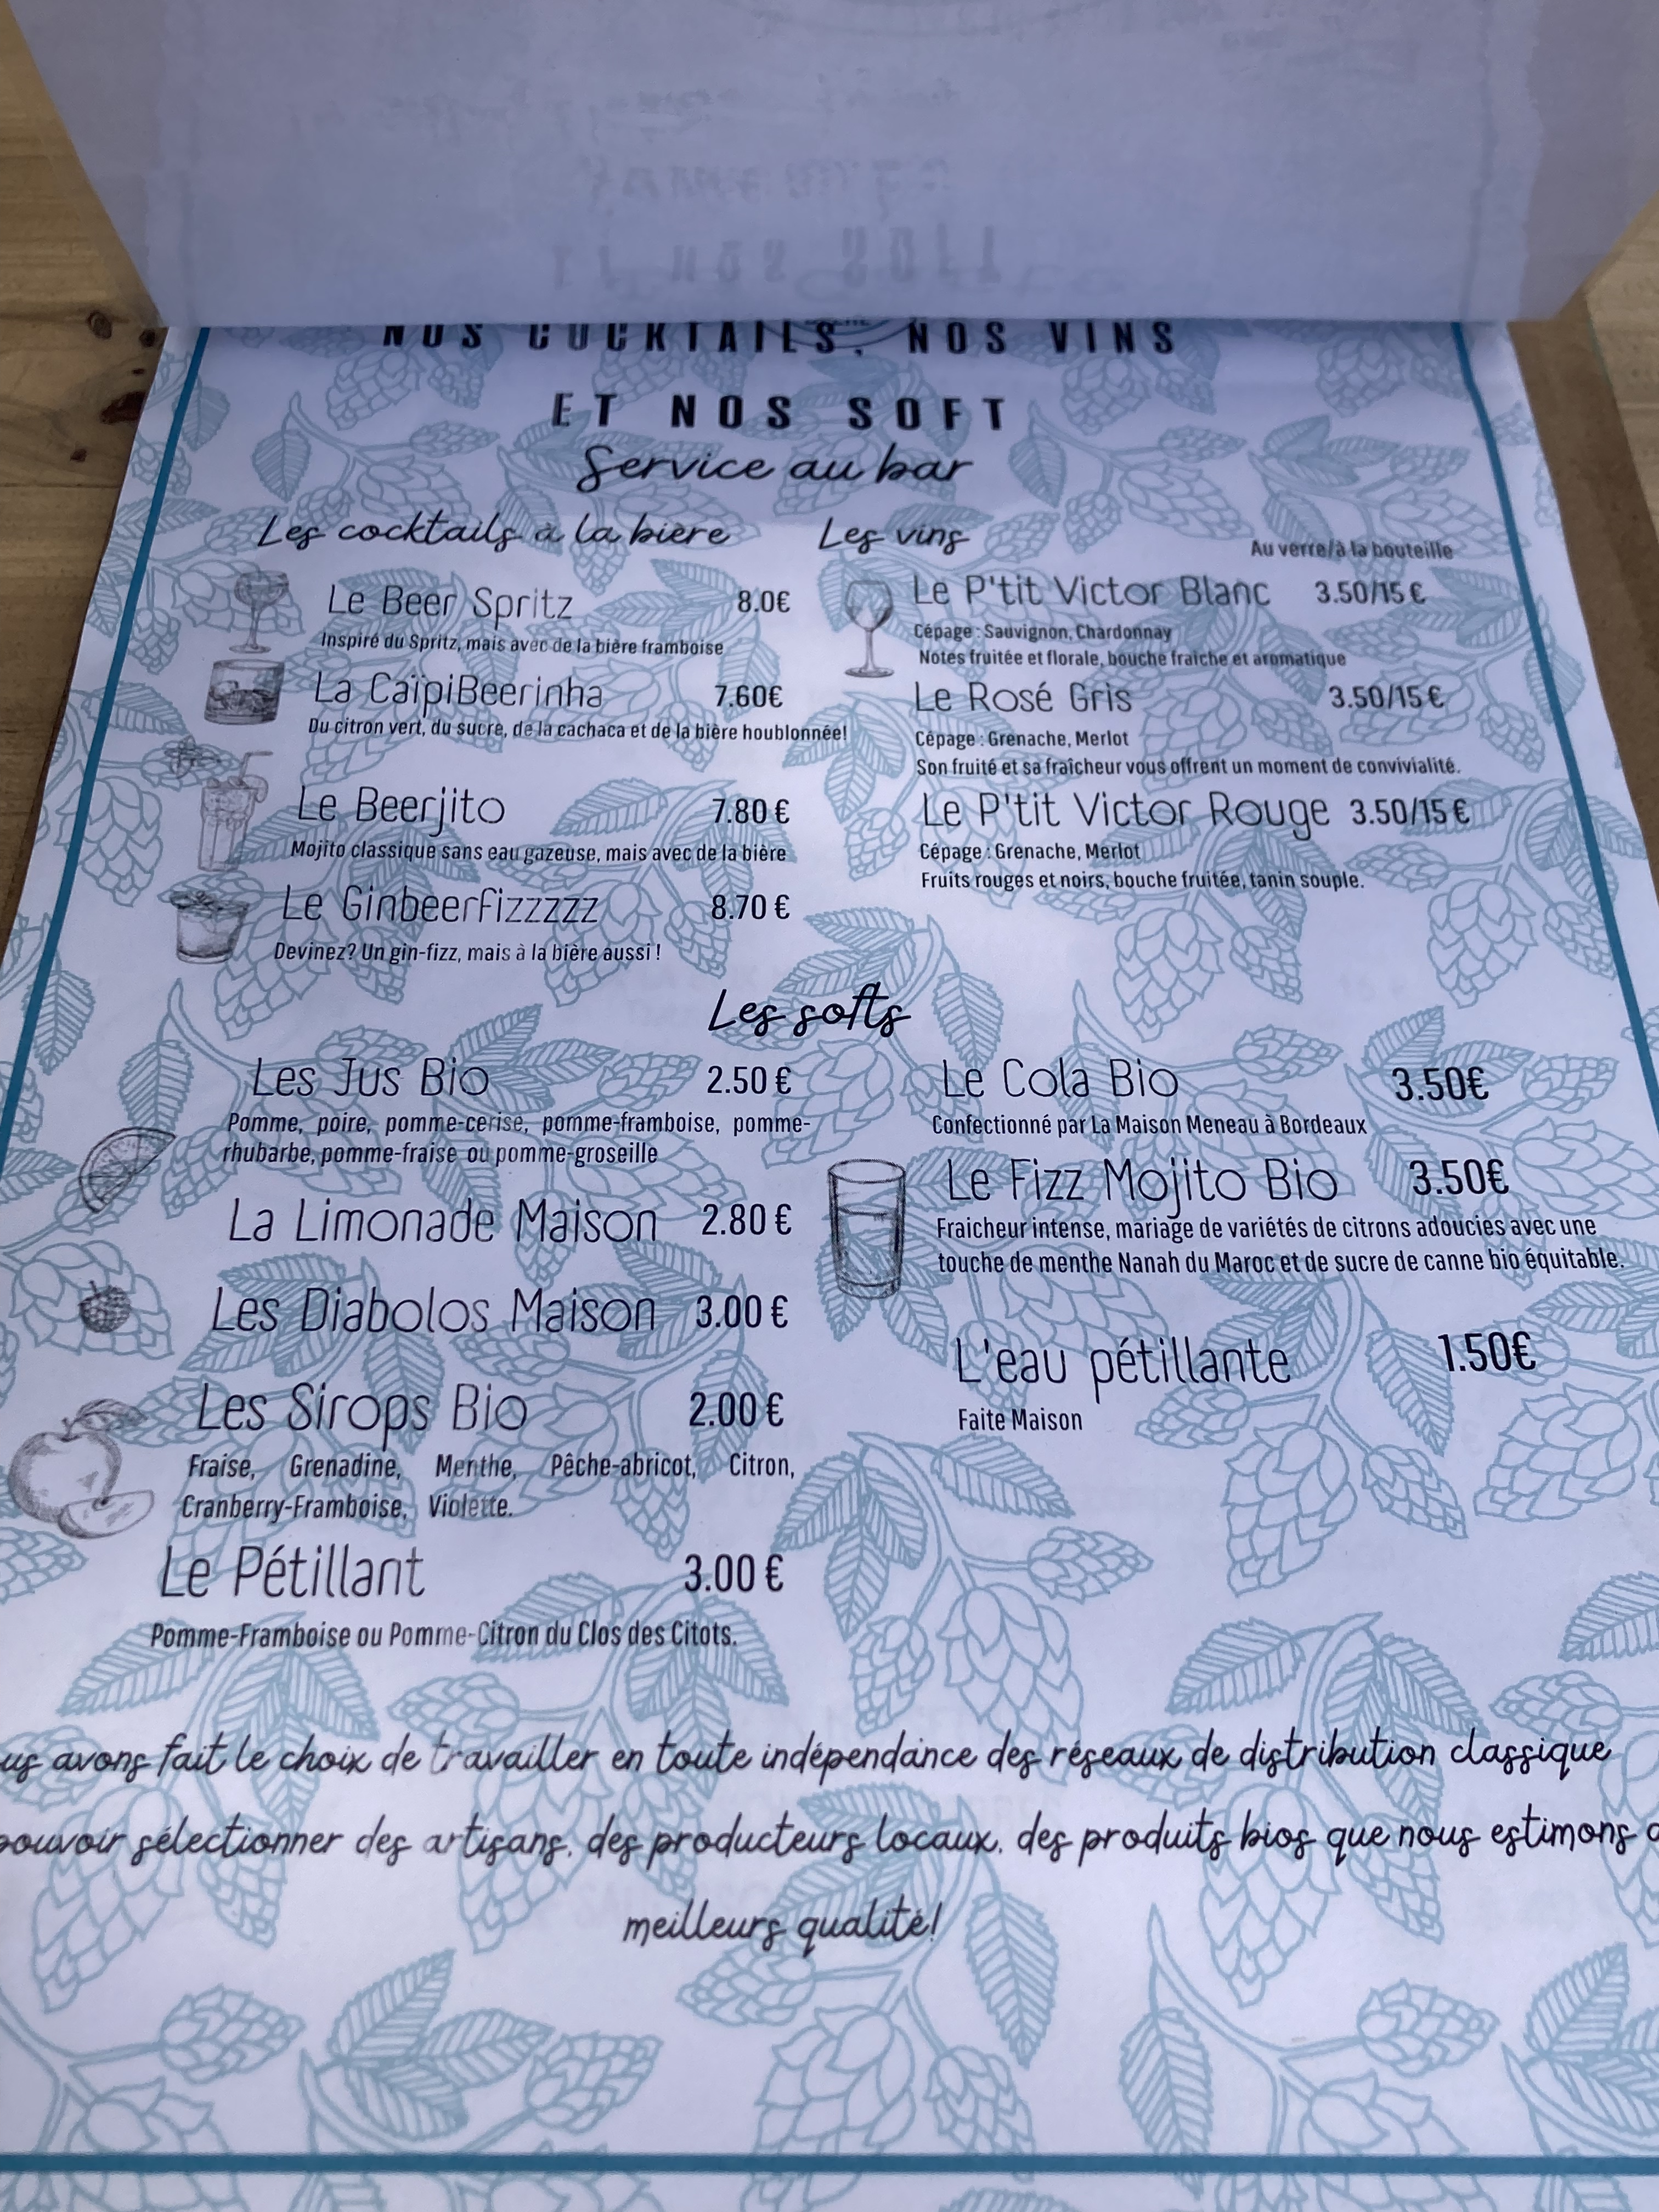 NOS COCKTAILS, NOS VINS
ET NOS SOFT
Service au bar
Les cocktails à la bière
Le Beer Spritz 8.0€
Inspiré du Spritz, mais avec de la bière framboise
La CaïpiBeerinha 7.60€
Du citron vert, du sucre, de la cachaca et de la bière houblonnée!
Le Beerjito 7.80 €
Mojito classique sans eau gazeuse, mais avec de la bière
Le Ginbeerfizzzzz 8.70 €
Devinez? Un gin-fizz, mais à la bière aussi !
Les vins
Au verre/à la bouteille
Le P'tit Victor Blanc 3.50/15 €
Cépage : Sauvignon, Chardonnay
Notes fruitée et florale, bouche fraiche et aromatique
Le Rosé Gris 3.50/15 €
Cépage : Grenache, Merlot
Son fruité et sa fraîcheur vous offrent un moment de convivialité.
Le P'tit Victor Rouge 3.50/15 €
Cépage : Grenache, Merlot
Fruits rouges et noirs, bouche fruitée, tanin souple.
Les softs
Les Jus Bio 2.50 €
Pomme, poire, pomme-cerise, pomme-framboise, pomme-
rhubarbe, pomme-fraise ou pomme-groseille
La Limonade Maison 2.80 €
Les Diabolos Maison 3.00 €
Les Sirops Bio 2.00 €
Fraise, Grenadine, Menthe, Pêche-abricot, Citron,
Cranberry-Framboise, Violette.
Le Pétillant 3.00 €
Pomme-Framboise ou Pomme-Citron du Clos des Citots.
Le Cola Bio 3.50€
Confectionné par La Maison Meneau à Bordeaux
Le Fizz Mojito Bio 3.50€
Fraicheur intense, mariage de variétés de citrons adoucies avec une
touche de menthe Nanah du Maroc et de sucre de canne bio équitable.
L'eau pétillante 1.50€
Faite Maison
us avons fait le choix de travailler en toute indépendance des réseaux de distribution classique
pouvoir sélectionner des artisans, des producteurs locaux, des produits bios que nous estimons
meilleurs qualité!